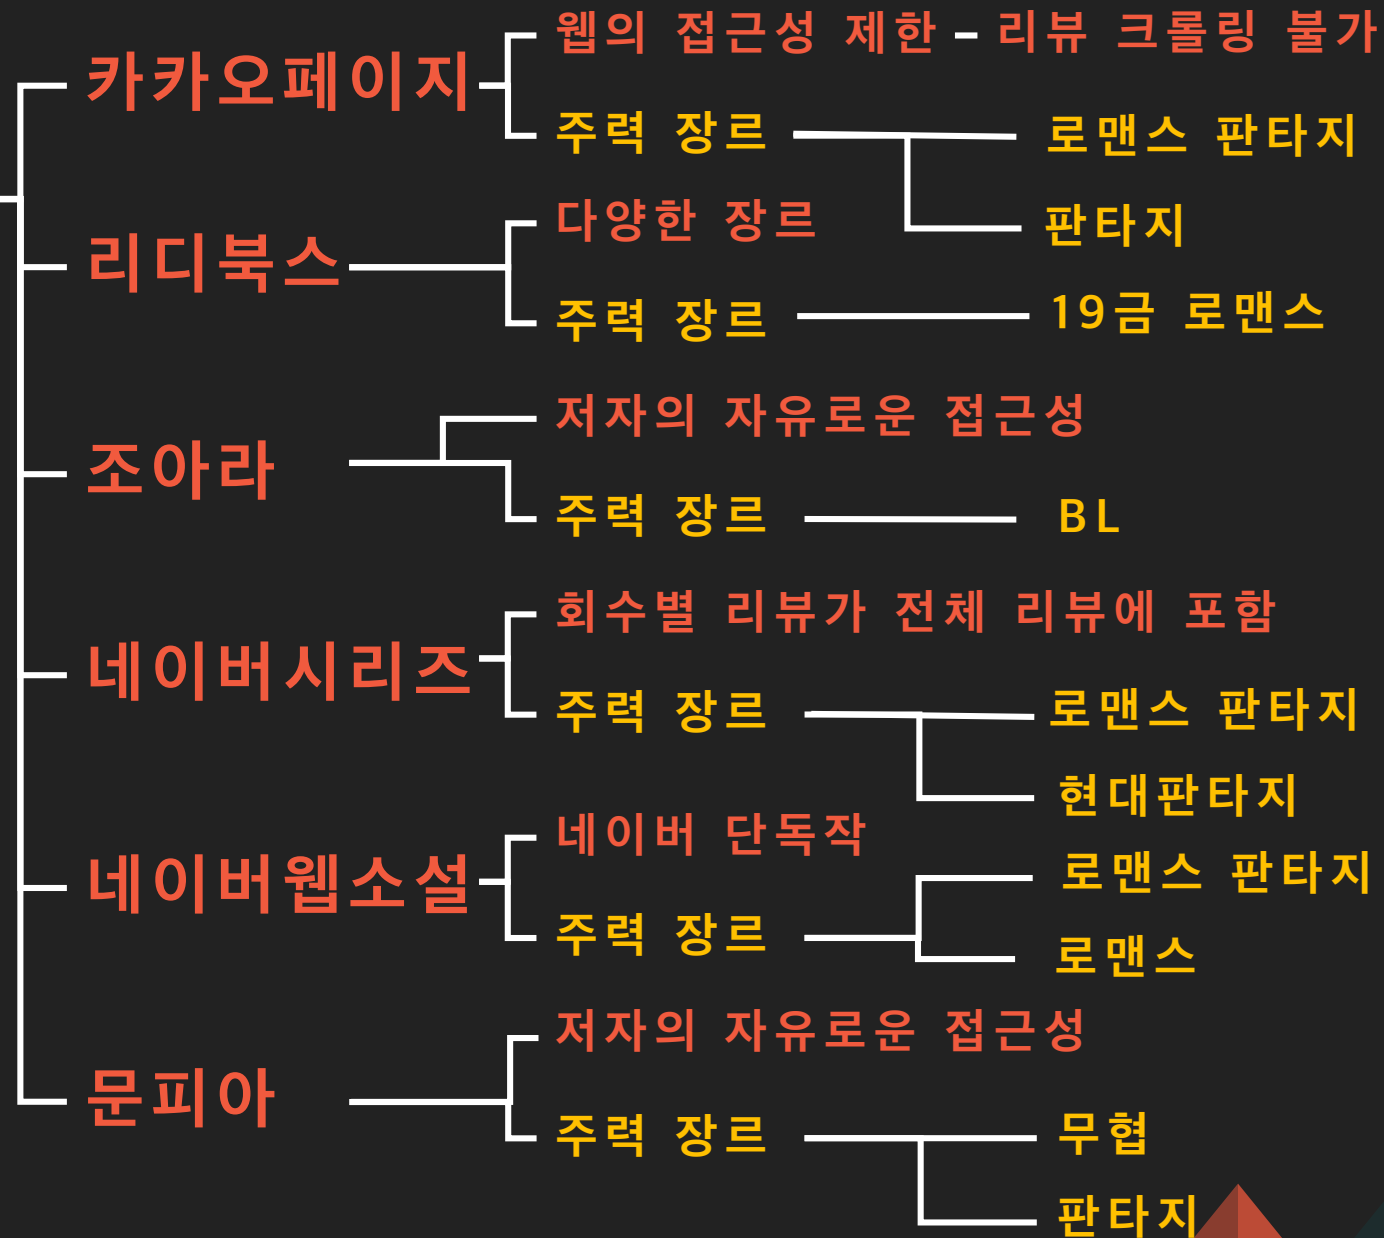 카카오페이지
웹의 접근성 제한 - 리뷰 크롤링 불가
주력 장르
로맨스 판타지
판타지
리디북스
다양한 장르
주력 장르
19금 로맨스
조아라
저자의 자유로운 접근성
주력 장르
BL
네이버시리즈
회수별 리뷰가 전체 리뷰에 포함
주력 장르
로맨스 판타지
현대판타지
네이버웹소설
네이버 단독작
주력 장르
로맨스 판타지
로맨스
문피아
저자의 자유로운 접근성
주력 장르
무협
판타지